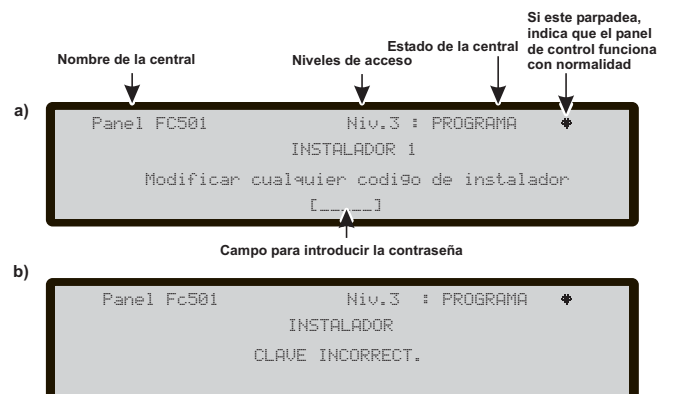 Si este parpadea,
indica que el panel
de control funciona
con normalidad
Nombre de la central
Niveles de acceso
Estado de la central
a)
Panel FC501 Niv.3 : PROGRAMA
INSTALADOR 1
Modificar cualquier codigo de instalador
[_____]
Campo para introducir la contraseña
b)
Panel Fc501 Niv.3 : PROGRAMA
INSTALADOR
CLAVE INCORRECT.